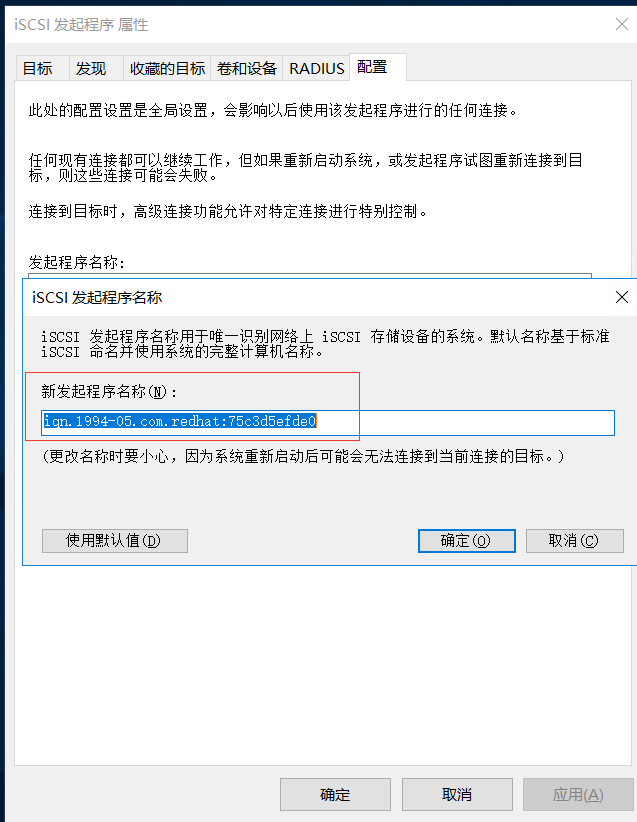 iSCSI 发起程序 属性
目标 发现 收藏的目标 卷和设备 RADIUS 配置
此处的配置设置是全局设置，会影响以后使用该发起程序进行的任何连接。
任何现有连接都可以继续工作，但如果重新启动系统，或发起程序试图重新连接到目
标，则这些连接可能会失败。
连接到目标时，高级连接功能允许对特定连接进行特别控制。
发起程序名称:
iSCSI 发起程序名称
iSCSI 发起程序名称用于唯一识别网络上 iSCSI 存储设备的系统。默认名称基于标准
iSCSI 命名并使用系统的完整计算机名称。
新发起程序名称(N):
iqn.1994-05.com.redhat:75c3d5efde0
(更改名称时要小心，因为系统重新启动后可能会无法连接到当前连接的目标。)
使用默认值(D) 确定(O) 取消(C)
确定 取消 应用(A)